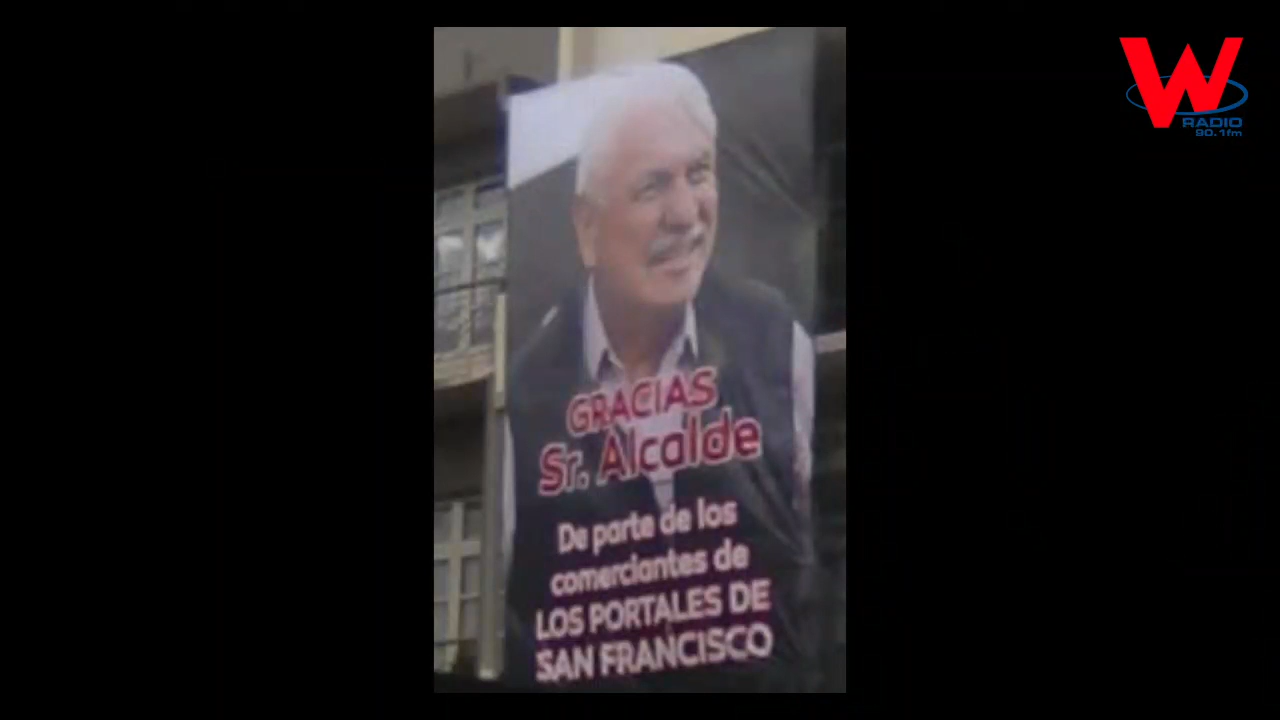 W
RADIO
90.1fm
GRACIAS
Sr. Alcalde
De parte de los
comerciantes de
LOS PORTALES DE
SAN FRANCISCO